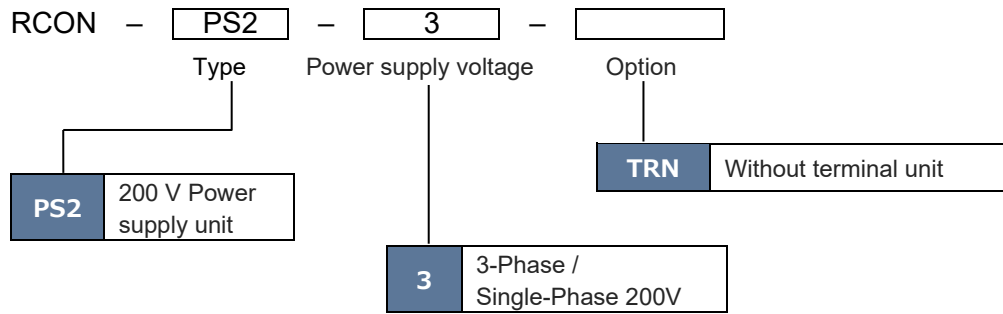 RCON – PS2 – 3 –
Type Power supply voltage Option
TRN Without terminal unit
PS2 200 V Power
supply unit
3 3-Phase /
Single-Phase 200V